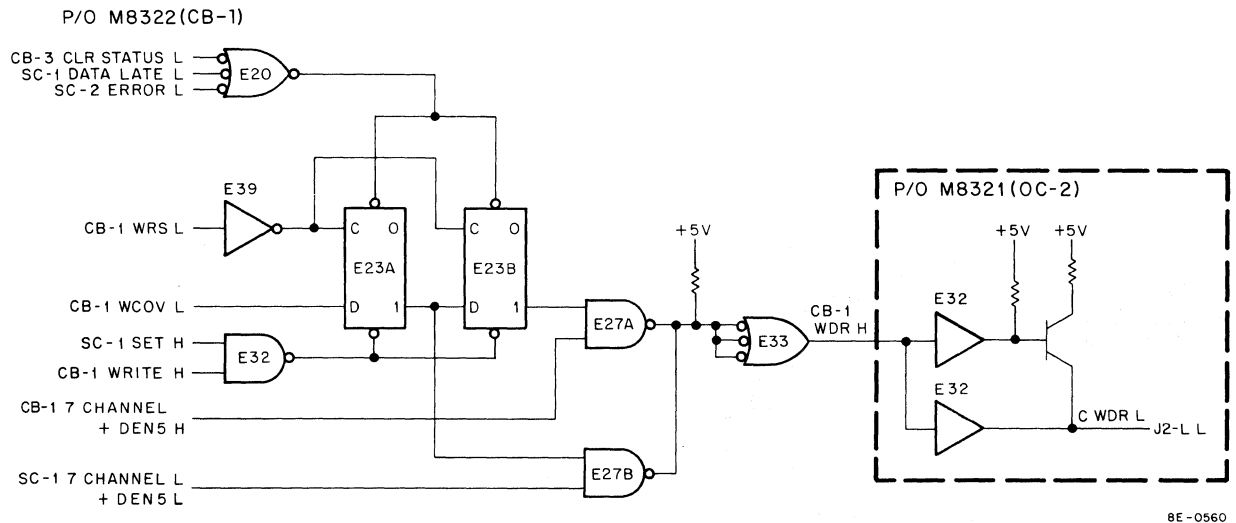 P/O M8322(CB-1)
CB-3 CLR STATUS L
SC-1 DATA LATE L
SC-2 ERROR L
E20
E39
CB-1 WRS L
C 0
E23A
D 1
C 0
E23B
D 1
CB-1 WCOV L
SC-1 SET H
CB-1 WRITE H
E32
CB-1 7 CHANNEL
+ DEN5 H
SC-1 7 CHANNEL L
+ DEN5 L
E27A
E27B
+5V
E33
CB-1
WDR H
P/O M8321(OC-2)
+5V +5V
E32
E32
C WDR L
J2-L L
8E-0560